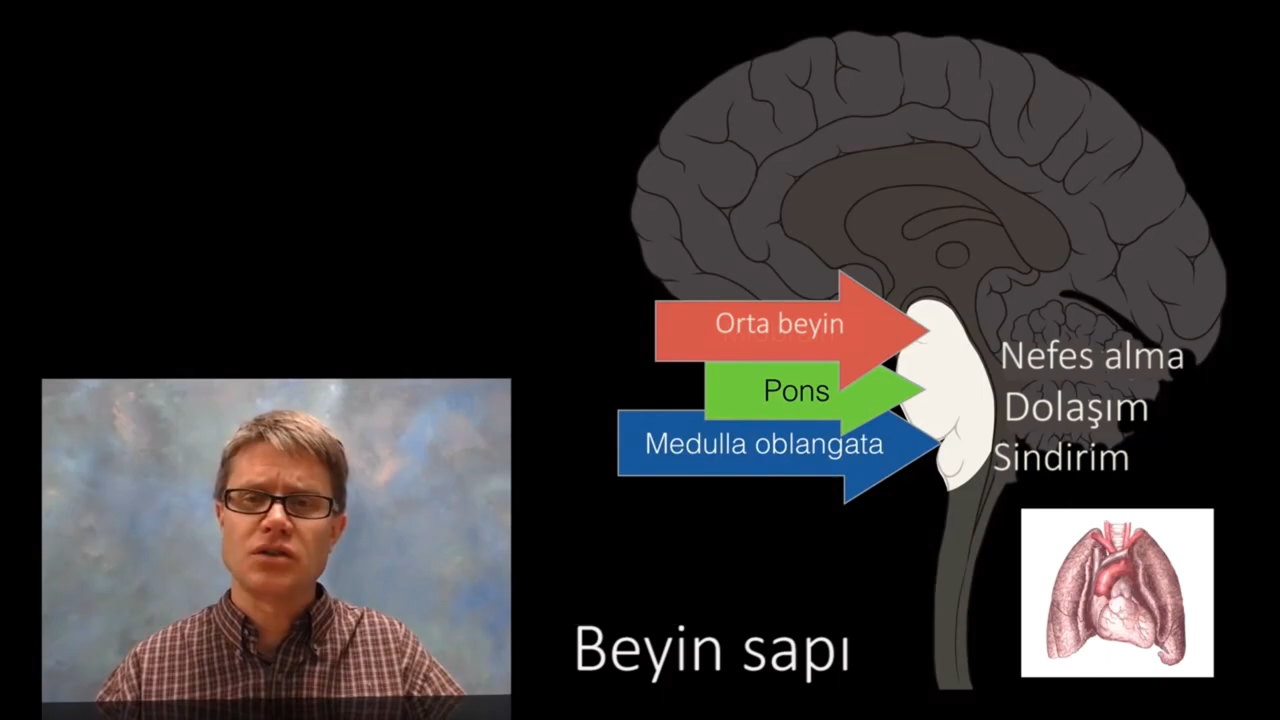 Orta beyin
Pons
Medulla oblangata
Nefes alma
Dolaşım
Sindirim
Beyin sapı